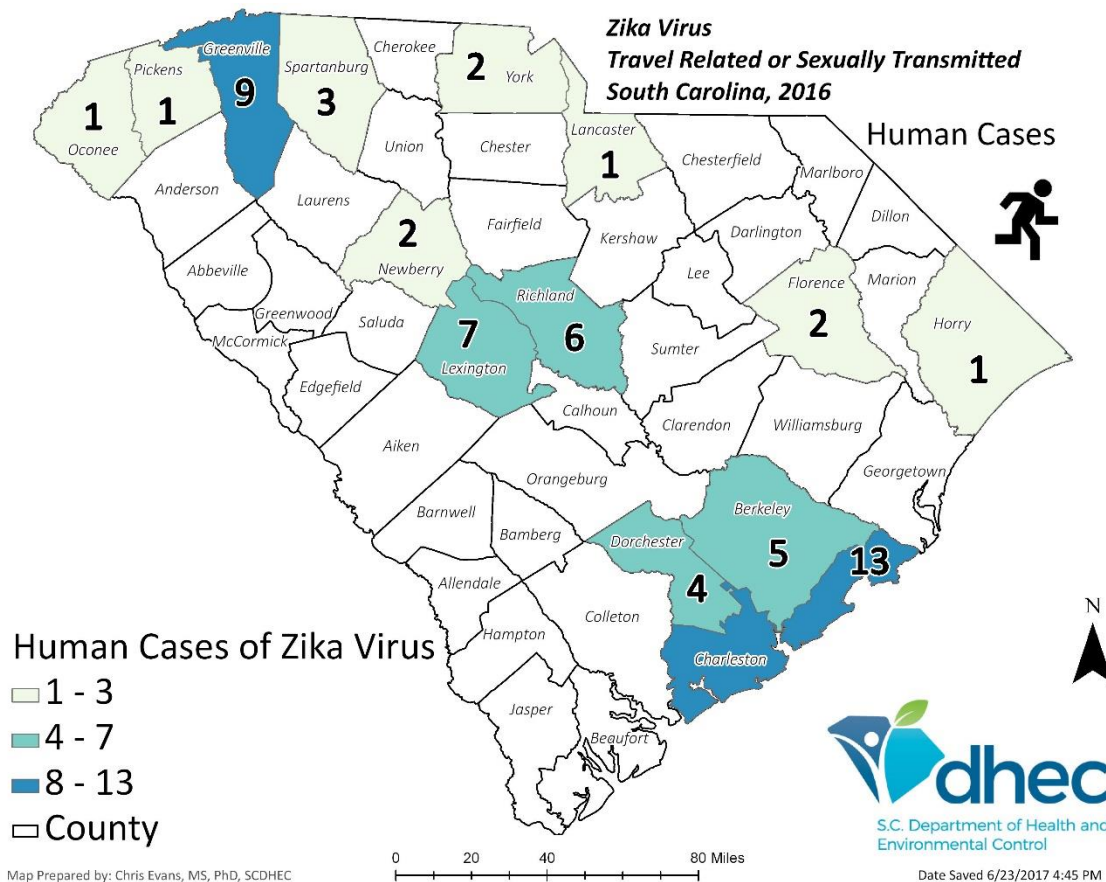 Zika Virus
Travel Related or Sexually Transmitted
South Carolina, 2016
Human Cases
Greenville
9
Cherokee
Pickens
1
Spartanburg
3
2
York
1
Oconee
Lancaster
1
Union
Chester
Chesterfield
Marlboro
Anderson
Laurens
Dillon
2
Newberry
Fairfield
Kershaw
Darlington
Abbeville
Lee
Florence
2
Marion
Greenwood
Richland
6
Horry
1
McCormick
Saluda
7
Lexington
Sumter
Edgefield
Calhoun
Clarendon
Williamsburg
Aiken
Orangeburg
Georgetown
Barnwell
Bamberg
Berkeley
5
Dorchester
4
13
Allendale
Colleton
Hampton
Charleston
Jasper
Beaufort
Human Cases of Zika Virus
1 - 3
4 - 7
8 - 13
County
N
dhec
S.C. Department of Health and
Environmental Control
0 20 40 80 Miles
Map Prepared by: Chris Evans, MS, PhD, SCDHEC
Date Saved 6/23/2017 4:45 PM